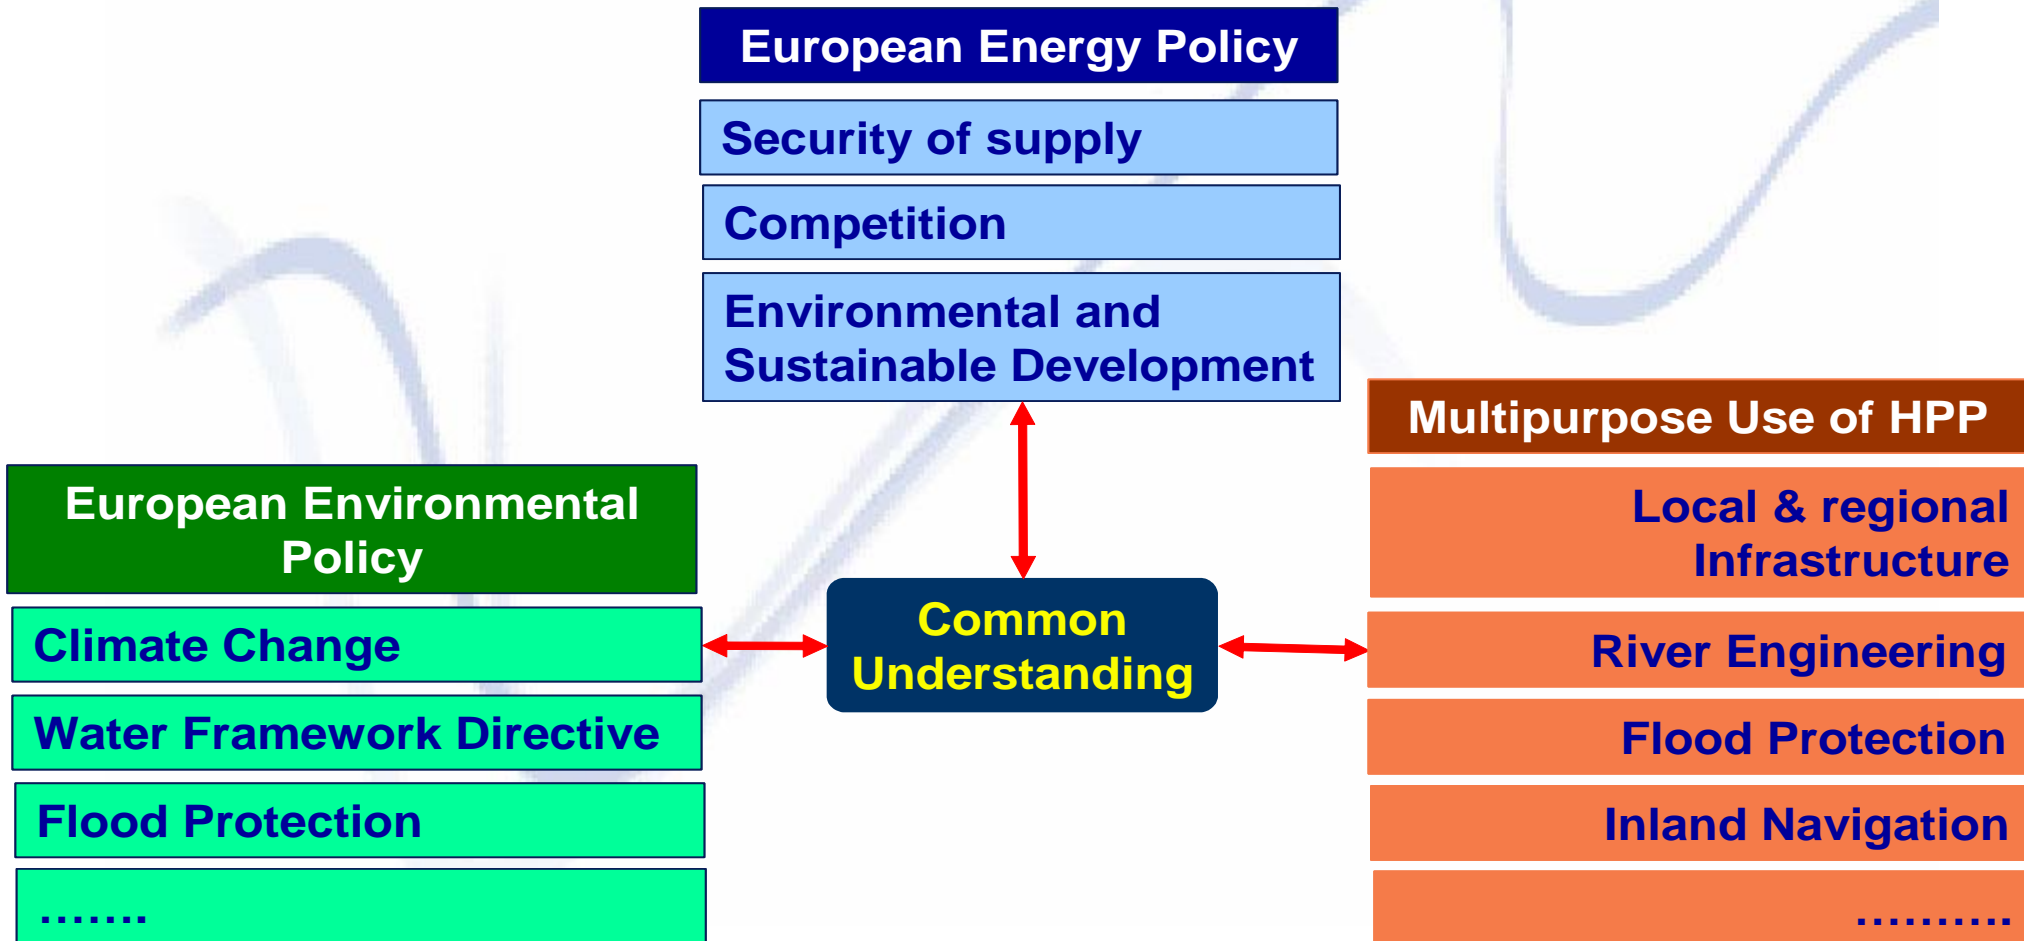 European Energy Policy
Security of supply
Competition
Environmental and
Sustainable Development
European Environmental
Policy
Climate Change
Water Framework Directive
Flood Protection
…….
Common
Understanding
Multipurpose Use of HPP
Local & regional
Infrastructure
River Engineering
Flood Protection
Inland Navigation
……….